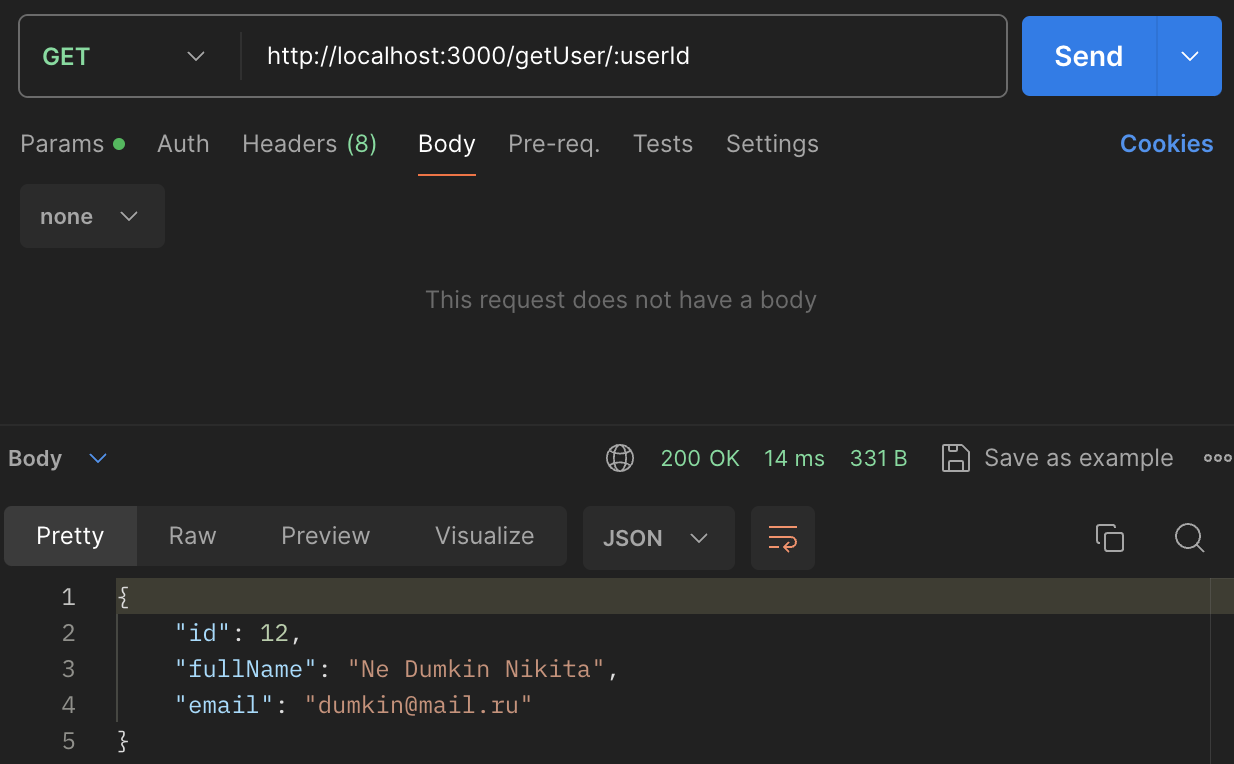 GET http://localhost:3000/getUser/:userId Send
Params Auth Headers (8) Body Pre-req. Tests Settings Cookies
none
This request does not have a body
Body 200 OK 14 ms 331 B Save as example
Pretty Raw Preview Visualize JSON
1 {
2 "id": 12,
3 "fullName": "Ne Dumkin Nikita",
4 "email": "dumkin@mail.ru"
5 }